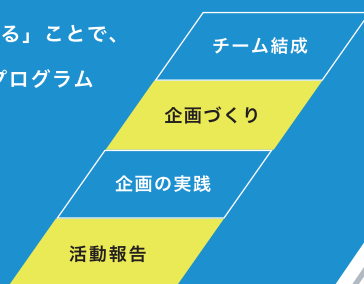 る」ことで、
プログラム
チーム結成
企画づくり
企画の実践
活動報告